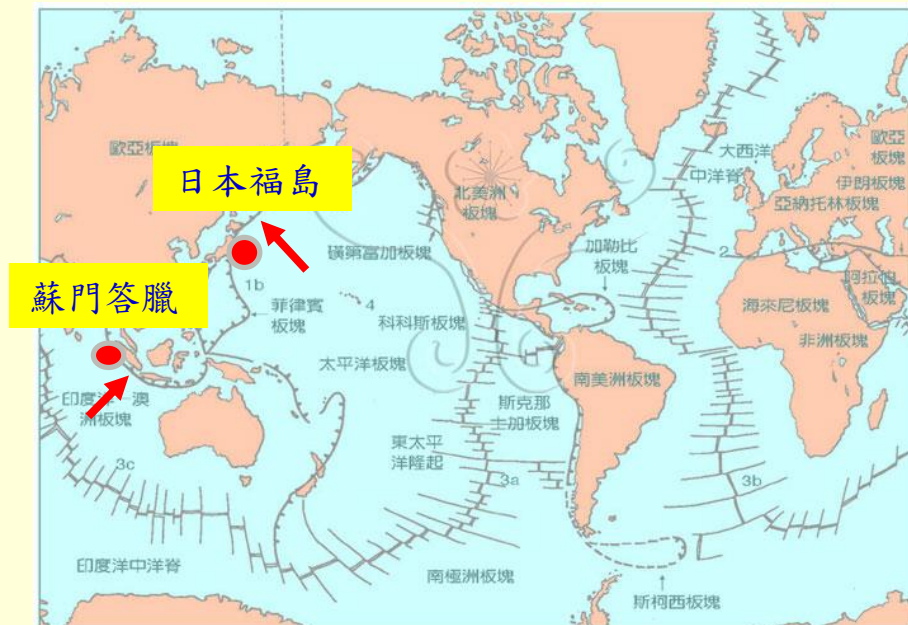 歐亞板塊
日本福島
蘇門答臘
1b
菲律賓
板塊
4
磺第富加板塊
科科斯板塊
太平洋板塊
印度洋—澳
洲板塊
3c
印度洋中洋脊
東太平
洋隆起
3a
南極洲板塊
北美洲
板塊
加勒比
板塊
南美洲板塊
斯克那
士加板塊
斯柯西板塊
大西洋
中洋脊
歐亞
板塊
伊朗板塊
亞納托林板塊
2
阿拉伯
板塊
海來尼板塊
非洲板塊
3b